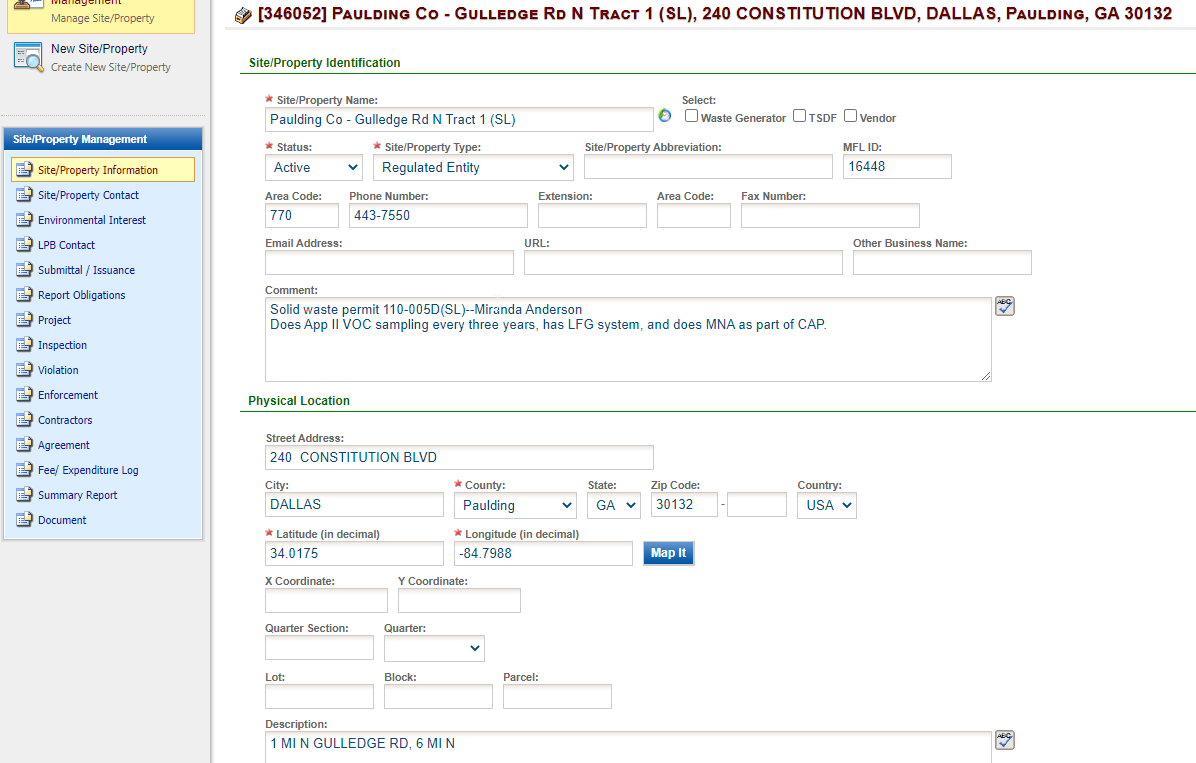 Management
Manage Site/Property
New Site/Property
Create New Site/Property
Site/Property Management
Site/Property Information
Site/Property Contact
Environmental Interest
LPB Contact
Submittal / Issuance
Report Obligations
Project
Inspection
Violation
Enforcement
Contractors
Agreement
Fee/ Expenditure Log
Summary Report
Document
[346052] Paulding Co - Gulledge Rd N Tract 1 (SL), 240 CONSTITUTION BLVD, DALLAS, Paulding, GA 30132
Site/Property Identification
* Site/Property Name: Select:
Paulding Co - Gulledge Rd N Tract 1 (SL) Waste Generator TSDF Vendor
* Status: * Site/Property Type: Site/Property Abbreviation: MFL ID:
Active Regulated Entity 16448
Area Code: Phone Number: Extension: Area Code: Fax Number:
770 443-7550
Email Address: URL: Other Business Name:
Comment:
Solid waste permit 110-005D(SL)--Miranda Anderson ABC
Does App II VOC sampling every three years, has LFG system, and does MNA as part of CAP.
Physical Location
Street Address:
240  CONSTITUTION BLVD
City: * County: State: Zip Code: Country:
DALLAS Paulding GA 30132 - USA
* Latitude (in decimal) * Longitude (in decimal)
34.0175 -84.7988 Map It
X Coordinate: Y Coordinate:
Quarter Section: Quarter:
Lot: Block: Parcel:
Description:
1 MI N GULLEDGE RD, 6 MI N ABC